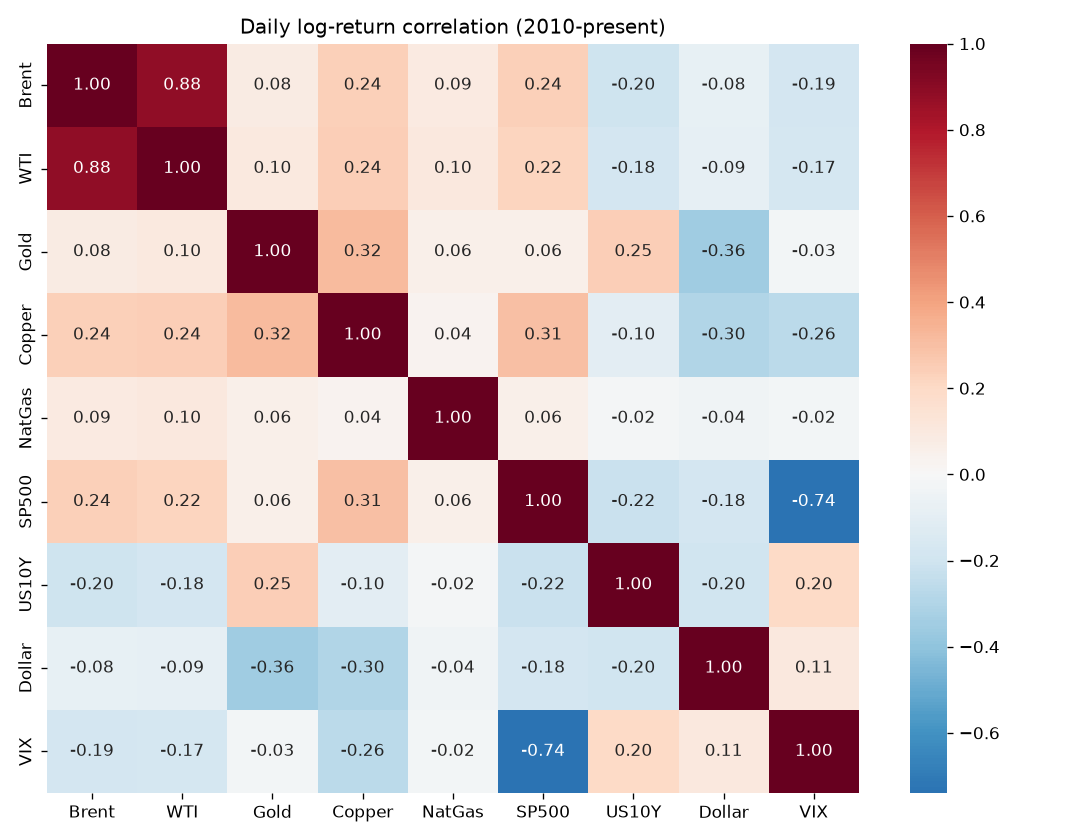 Daily log-return correlation (2010-present)
Brent 1.00 0.88 0.08 0.24 0.09 0.24 -0.20 -0.08 -0.19
WTI 0.88 1.00 0.10 0.24 0.10 0.22 -0.18 -0.09 -0.17
Gold 0.08 0.10 1.00 0.32 0.06 0.06 0.25 -0.36 -0.03
Copper 0.24 0.24 0.32 1.00 0.04 0.31 -0.10 -0.30 -0.26
NatGas 0.09 0.10 0.06 0.04 1.00 0.06 -0.02 -0.04 -0.02
SP500 0.24 0.22 0.06 0.31 0.06 1.00 -0.22 -0.18 -0.74
US10Y -0.20 -0.18 0.25 -0.10 -0.02 -0.22 1.00 -0.20 0.20
Dollar -0.08 -0.09 -0.36 -0.30 -0.04 -0.18 -0.20 1.00 0.11
VIX -0.19 -0.17 -0.03 -0.26 -0.02 -0.74 0.20 0.11 1.00
Brent WTI Gold Copper NatGas SP500 US10Y Dollar VIX
1.0
0.8
0.6
0.4
0.2
0.0
−0.2
−0.4
−0.6